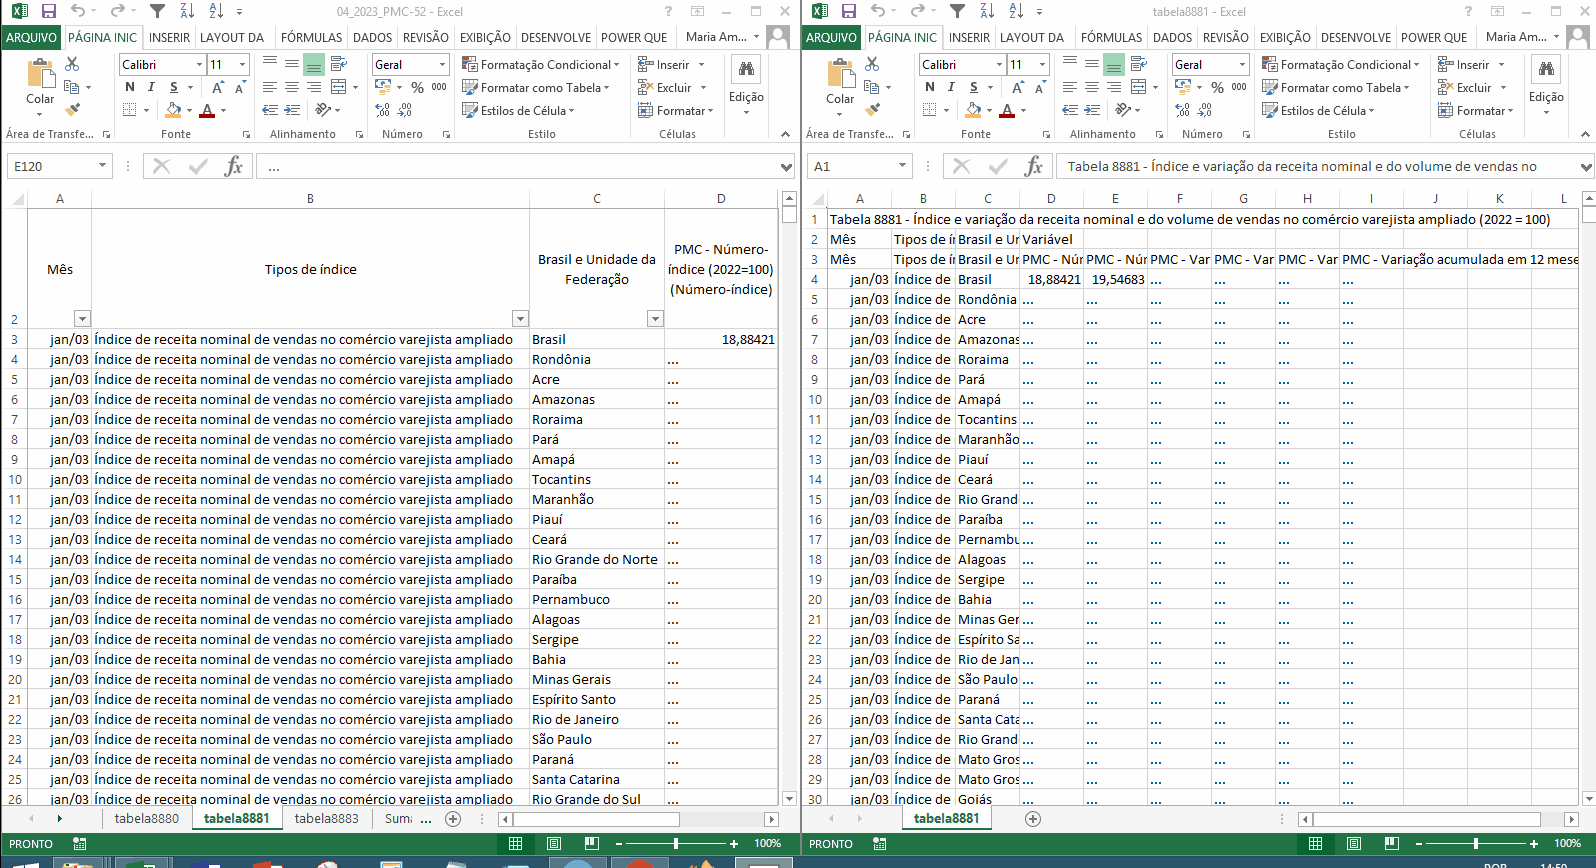 04_2023_PMC-52 - Excel
ARQUIVO PÁGINA INIC INSERIR LAYOUT DA FÓRMULAS DADOS REVISÃO EXIBIÇÃO DESENVOLVE POWER QUE Maria Am...
Colar
Calibri 11
N I S
Geral
% 000
Formatação Condicional
Formatar como Tabela
Estilos de Célula
Inserir
Excluir
Formatar
Edição
Área de Transfe... Fonte Alinhamento Número Estilo Células
E120 fx ...
A B C D
2 Mês Tipos de índice Brasil e Unidade da Federação PMC - Número-índice (2022=100) (Número-índice)
3 jan/03 Índice de receita nominal de vendas no comércio varejista ampliado Brasil 18,88421
4 jan/03 Índice de receita nominal de vendas no comércio varejista ampliado Rondônia ...
5 jan/03 Índice de receita nominal de vendas no comércio varejista ampliado Acre ...
6 jan/03 Índice de receita nominal de vendas no comércio varejista ampliado Amazonas ...
7 jan/03 Índice de receita nominal de vendas no comércio varejista ampliado Roraima ...
8 jan/03 Índice de receita nominal de vendas no comércio varejista ampliado Pará ...
9 jan/03 Índice de receita nominal de vendas no comércio varejista ampliado Amapá ...
10 jan/03 Índice de receita nominal de vendas no comércio varejista ampliado Tocantins ...
11 jan/03 Índice de receita nominal de vendas no comércio varejista ampliado Maranhão ...
12 jan/03 Índice de receita nominal de vendas no comércio varejista ampliado Piauí ...
13 jan/03 Índice de receita nominal de vendas no comércio varejista ampliado Ceará ...
14 jan/03 Índice de receita nominal de vendas no comércio varejista ampliado Rio Grande do Norte ...
15 jan/03 Índice de receita nominal de vendas no comércio varejista ampliado Paraíba ...
16 jan/03 Índice de receita nominal de vendas no comércio varejista ampliado Pernambuco ...
17 jan/03 Índice de receita nominal de vendas no comércio varejista ampliado Alagoas ...
18 jan/03 Índice de receita nominal de vendas no comércio varejista ampliado Sergipe ...
19 jan/03 Índice de receita nominal de vendas no comércio varejista ampliado Bahia ...
20 jan/03 Índice de receita nominal de vendas no comércio varejista ampliado Minas Gerais ...
21 jan/03 Índice de receita nominal de vendas no comércio varejista ampliado Espírito Santo ...
22 jan/03 Índice de receita nominal de vendas no comércio varejista ampliado Rio de Janeiro ...
23 jan/03 Índice de receita nominal de vendas no comércio varejista ampliado São Paulo ...
24 jan/03 Índice de receita nominal de vendas no comércio varejista ampliado Paraná ...
25 jan/03 Índice de receita nominal de vendas no comércio varejista ampliado Santa Catarina ...
26 jan/03 Índice de receita nominal de vendas no comércio varejista ampliado Rio Grande do Sul ...
tabela8880 tabela8881 tabela8883 Suma ...
PRONTO 100%
tabela8881 - Excel
ARQUIVO PÁGINA INIC INSERIR LAYOUT DA FÓRMULAS DADOS REVISÃO EXIBIÇÃO DESENVOLVE POWER QUE Maria Am...
Colar
Calibri 11
N I S
Geral
% 000
Formatação Condicional
Formatar como Tabela
Estilos de Célula
Inserir
Excluir
Formatar
Edição
Área de Transfe... Fonte Alinhamento Número Estilo Células
A1 fx Tabela 8881 - Índice e variação da receita nominal e do volume de vendas no
A B C D E F G H I J K L
1 Tabela 8881 - Índice e variação da receita nominal e do volume de vendas no comércio varejista ampliado (2022 = 100)
2 Mês Tipos de ín Brasil e Un Variável
3 Mês Tipos de ín Brasil e Un PMC - Núm PMC - Núm PMC - Var PMC - Var PMC - Var PMC - Variação acumulada em 12 mese
4 jan/03 Índice de Brasil 18,88421 19,54683 ... ... ... ...
5 jan/03 Índice de Rondônia ... ... ... ... ... ...
6 jan/03 Índice de Acre ... ... ... ... ... ...
7 jan/03 Índice de Amazonas ... ... ... ... ... ...
8 jan/03 Índice de Roraima ... ... ... ... ... ...
9 jan/03 Índice de Pará ... ... ... ... ... ...
10 jan/03 Índice de Amapá ... ... ... ... ... ...
11 jan/03 Índice de Tocantins ... ... ... ... ... ...
12 jan/03 Índice de Maranhão ... ... ... ... ... ...
13 jan/03 Índice de Piauí ... ... ... ... ... ...
14 jan/03 Índice de Ceará ... ... ... ... ... ...
15 jan/03 Índice de Rio Grand ... ... ... ... ... ...
16 jan/03 Índice de Paraíba ... ... ... ... ... ...
17 jan/03 Índice de Pernambu ... ... ... ... ... ...
18 jan/03 Índice de Alagoas ... ... ... ... ... ...
19 jan/03 Índice de Sergipe ... ... ... ... ... ...
20 jan/03 Índice de Bahia ... ... ... ... ... ...
21 jan/03 Índice de Minas Ger ... ... ... ... ... ...
22 jan/03 Índice de Espírito Sa ... ... ... ... ... ...
23 jan/03 Índice de Rio de Jan ... ... ... ... ... ...
24 jan/03 Índice de São Paulo ... ... ... ... ... ...
25 jan/03 Índice de Paraná ... ... ... ... ... ...
26 jan/03 Índice de Santa Cata ... ... ... ... ... ...
27 jan/03 Índice de Rio Grand ... ... ... ... ... ...
28 jan/03 Índice de Mato Gros ... ... ... ... ... ...
29 jan/03 Índice de Mato Gros ... ... ... ... ... ...
30 jan/03 Índice de Goiás ... ... ... ... ... ...
tabela8881
PRONTO 100%